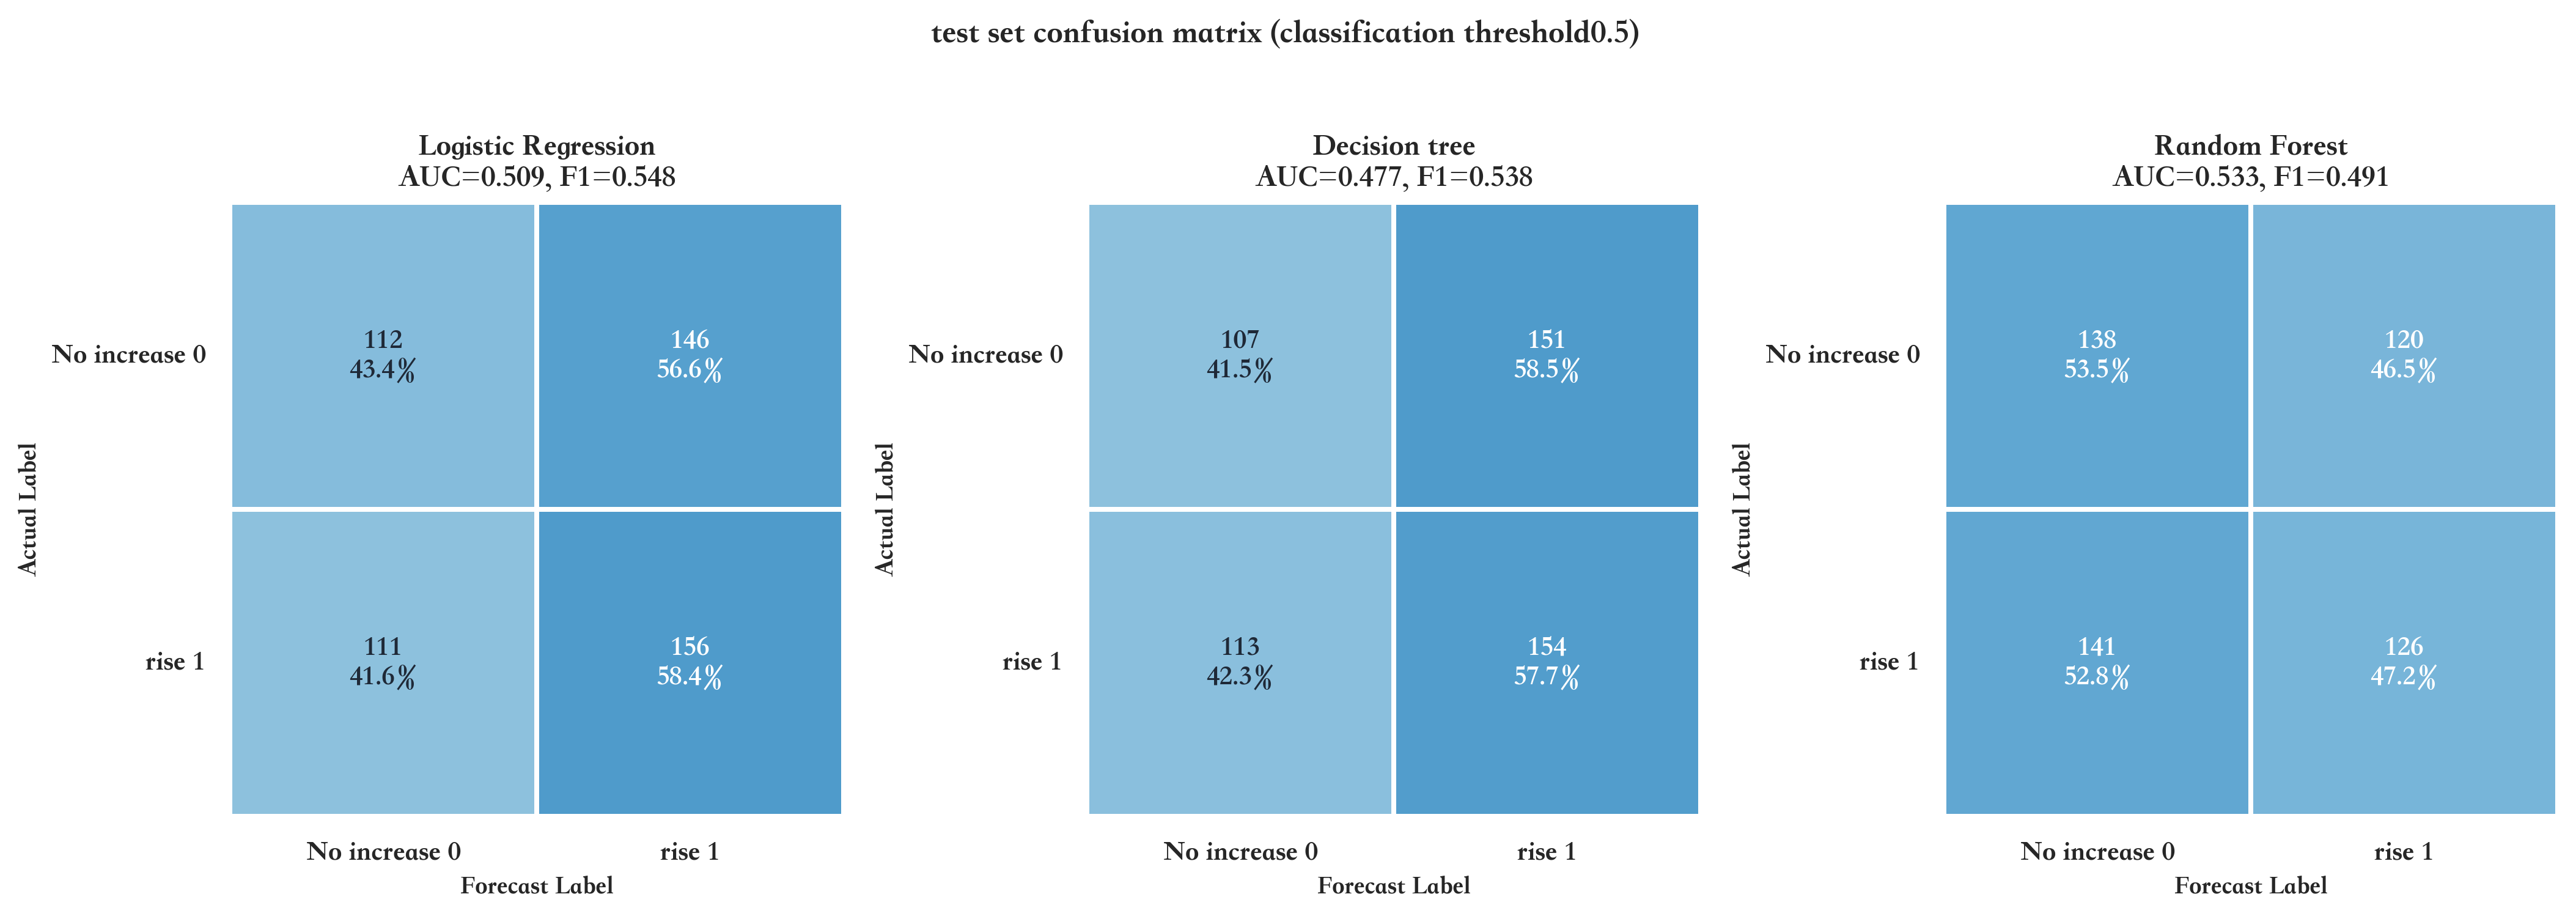 test set confusion matrix (classification threshold0.5)
Logistic Regression
AUC=0.509, F1=0.548
No increase 0
112
43.4%
146
56.6%
rise 1
111
41.6%
156
58.4%
Actual Label
No increase 0
rise 1
Forecast Label
Decision tree
AUC=0.477, F1=0.538
No increase 0
107
41.5%
151
58.5%
rise 1
113
42.3%
154
57.7%
Actual Label
No increase 0
rise 1
Forecast Label
Random Forest
AUC=0.533, F1=0.491
No increase 0
138
53.5%
120
46.5%
rise 1
141
52.8%
126
47.2%
Actual Label
No increase 0
rise 1
Forecast Label